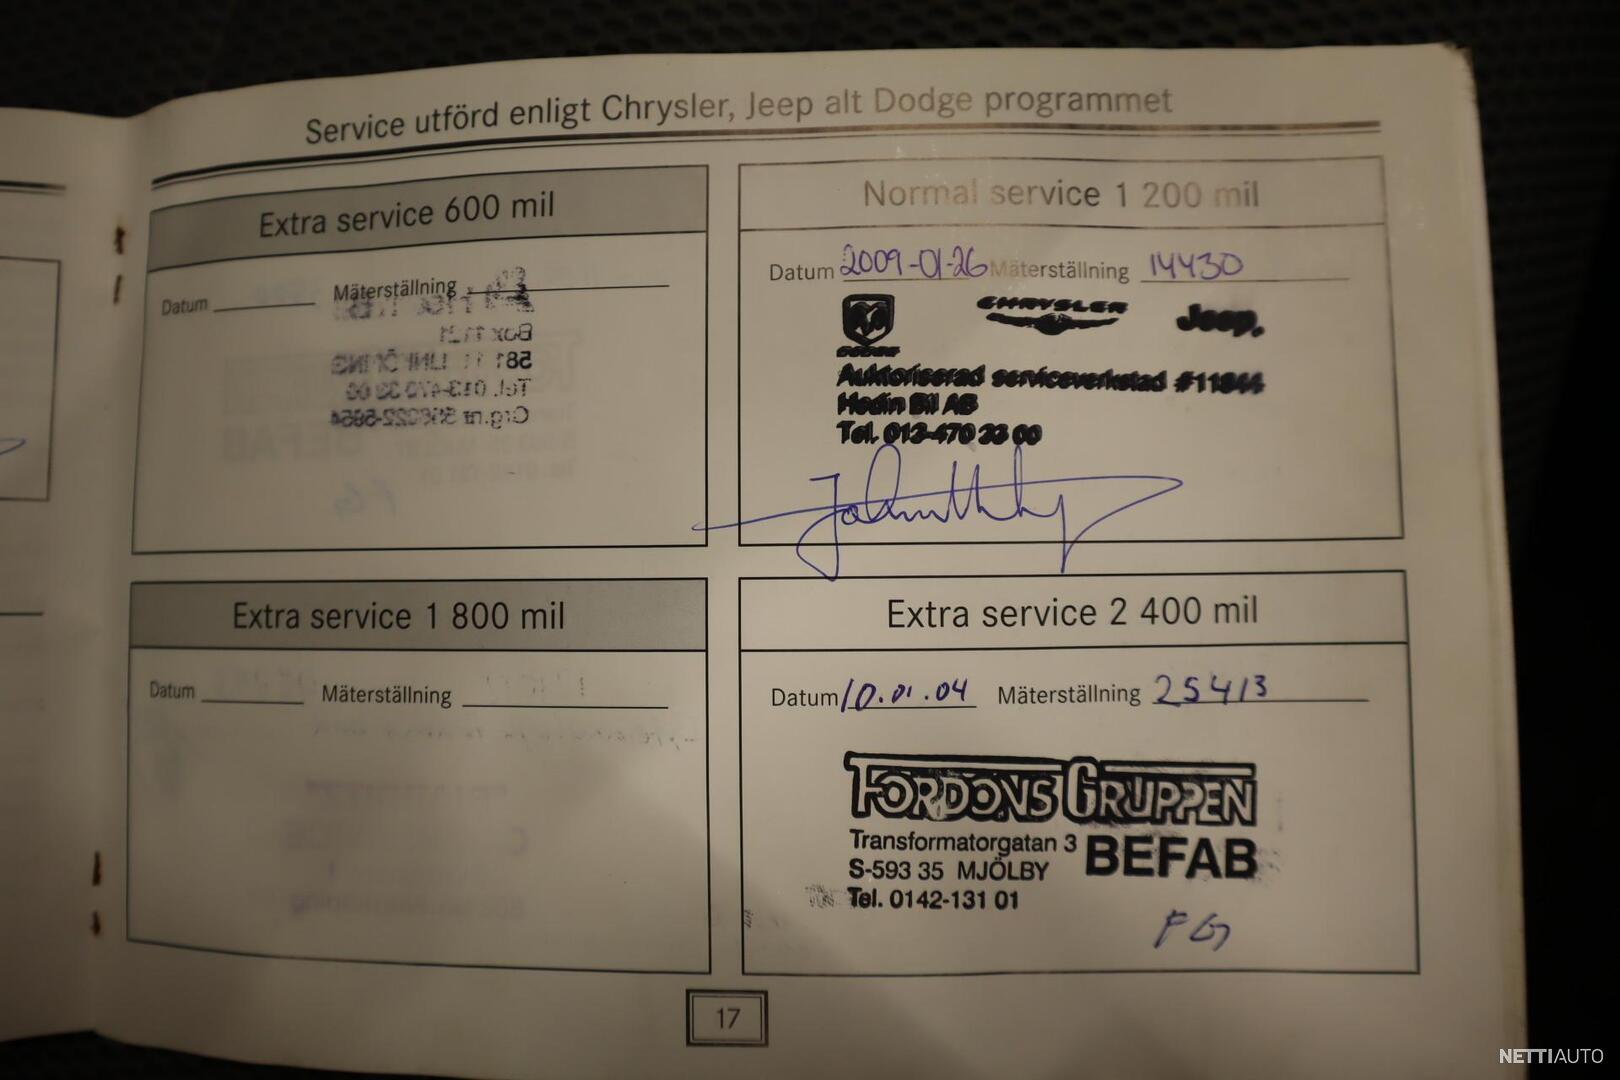 Service utförd enligt Chrysler, Jeep alt Dodge programmet
Extra service 600 mil
Datum Mäterställning
Normal service 1 200 mil
Datum 2009-01-26 Mäterställning 14430
DODGE CHRYSLER Jeep.
Auktoriserad serviceverkstad #11844
Hedin Bil AB
Tel. 013-470 33 00
Extra service 1 800 mil
Datum Mäterställning
Extra service 2 400 mil
Datum 10.01.04 Mäterställning 25413
FORDONSGRUPPEN
Transformatorgatan 3 BEFAB
S-593 35 MJÖLBY
Tel. 0142-131 01
FG
17
NETTIAUTO